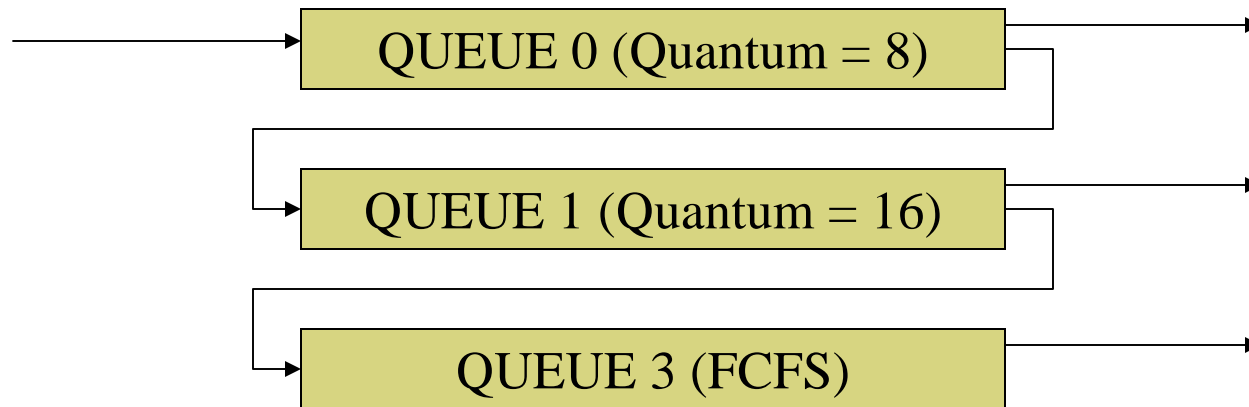 QUEUE 0 (Quantum = 8)
QUEUE 1 (Quantum = 16)
QUEUE 3 (FCFS)